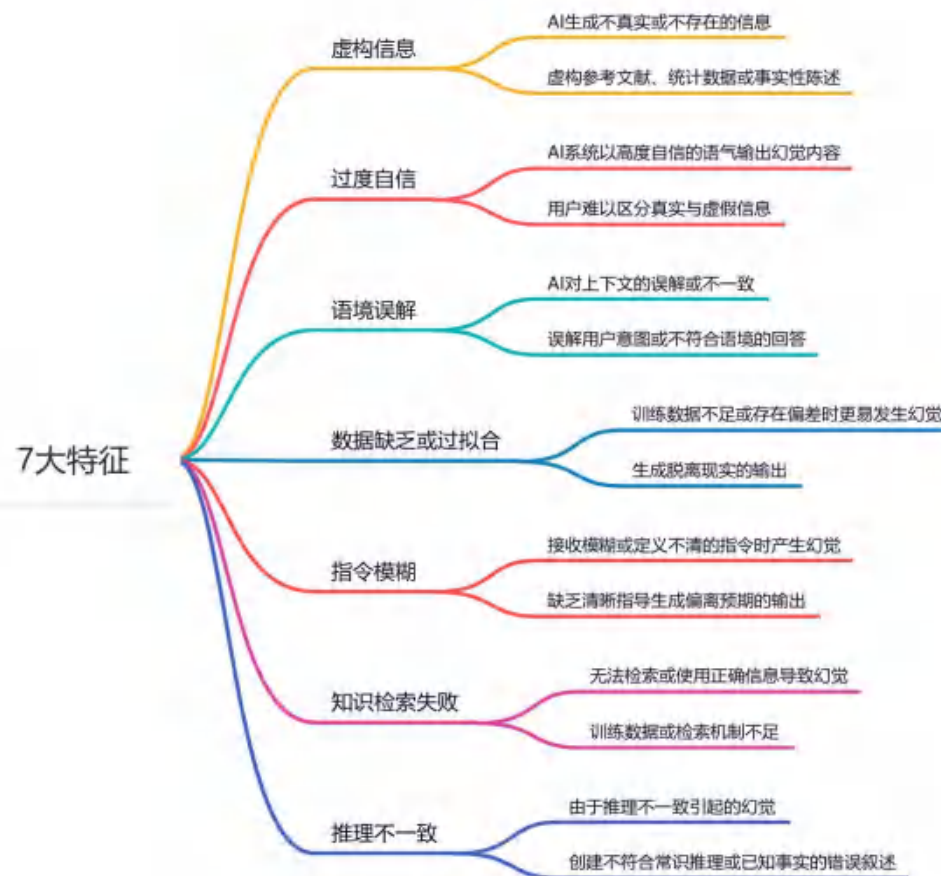 7大特征
虚构信息
AI生成不真实或不存在的信息
虚构参考文献、统计数据或事实性陈述
过度自信
AI系统以高度自信的语气输出幻觉内容
用户难以区分真实与虚假信息
语境误解
AI对上下文的误解或不一致
误解用户意图或不符合语境的回答
数据缺乏或过拟合
训练数据不足或存在偏差时更易发生幻觉
生成脱离现实的输出
指令模糊
接收模糊或定义不清的指令时产生幻觉
缺乏清晰指导生成偏离预期的输出
知识检索失败
无法检索或使用正确信息导致幻觉
训练数据或检索机制不足
推理不一致
由于推理不一致引起的幻觉
创建不符合常识推理或已知事实的错误叙述